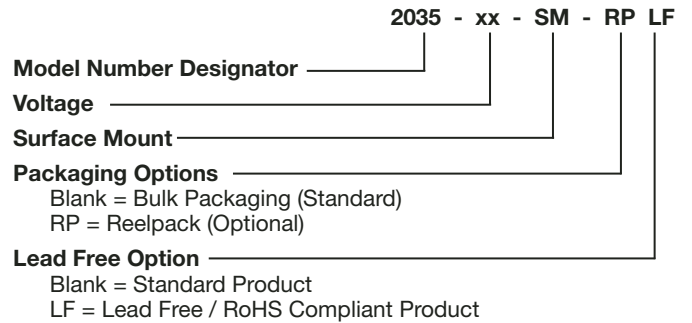 2035 - xx - SM - RP LF
Model Number Designator
Voltage
Surface Mount
Packaging Options
Blank = Bulk Packaging (Standard)
RP = Reelpack (Optional)
Lead Free Option
Blank = Standard Product
LF = Lead Free / RoHS Compliant Product